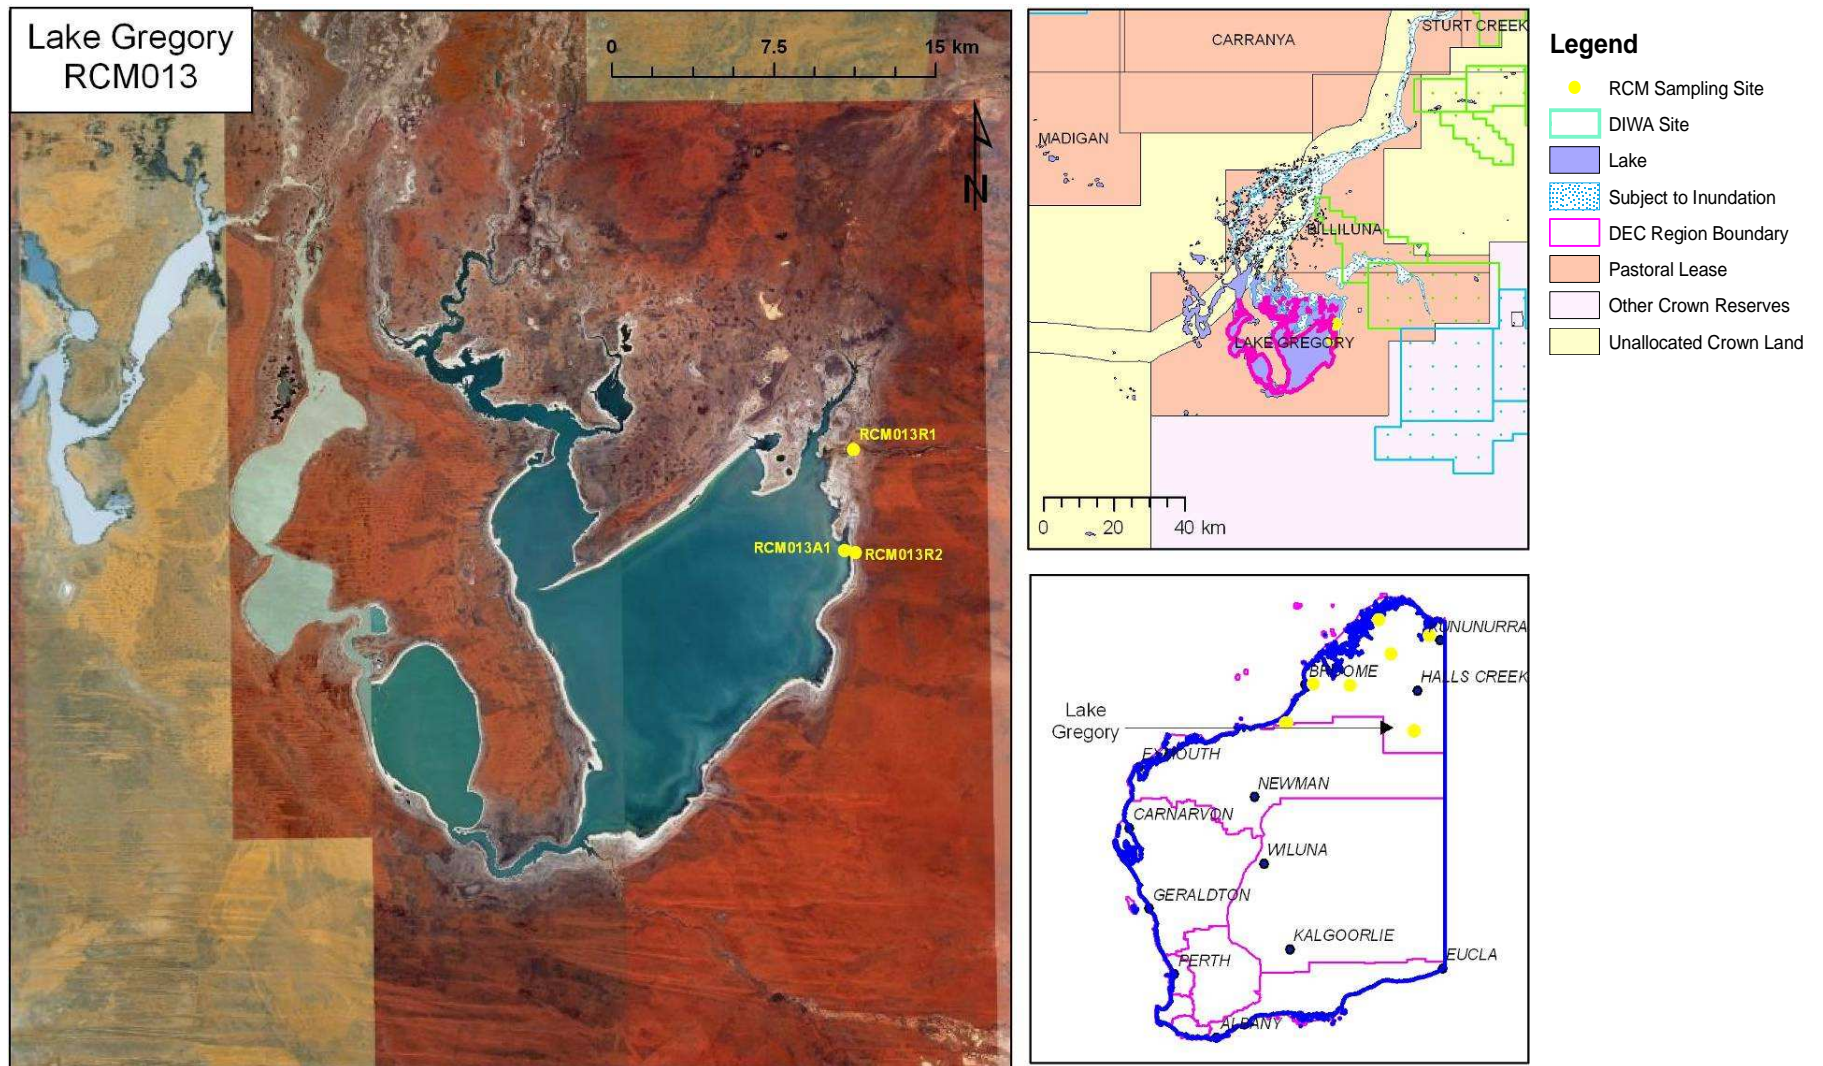 Lake Gregory
RCM013
0 7.5 15 km
N
RCM013R1
RCM013A1
RCM013R2
CARRANYA
STURT CREEK
MADIGAN
BILLILUNA
LAKE GREGORY
0 20 40 km
Legend
RCM Sampling Site
DIWA Site
Lake
Subject to Inundation
DEC Region Boundary
Pastoral Lease
Other Crown Reserves
Unallocated Crown Land
KUNUNURRA
BROOME
HALLS CREEK
Lake
Gregory
EXMOUTH
NEWMAN
CARNARVON
WILUNA
GERALDTON
KALGOORLIE
EUCLA
PERTH
ALBANY